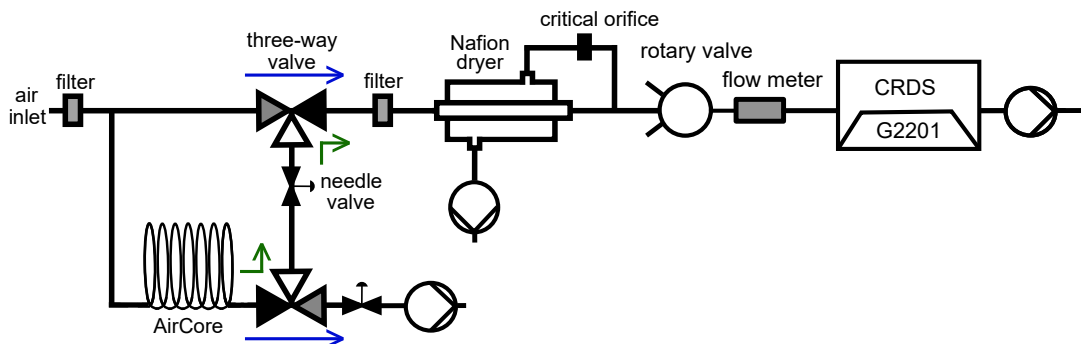 critical orifice
three-way
valve
Nafion
dryer
rotary valve
filter
filter
flow meter
air
inlet
CRDS
G2201
needle
valve
AirCore